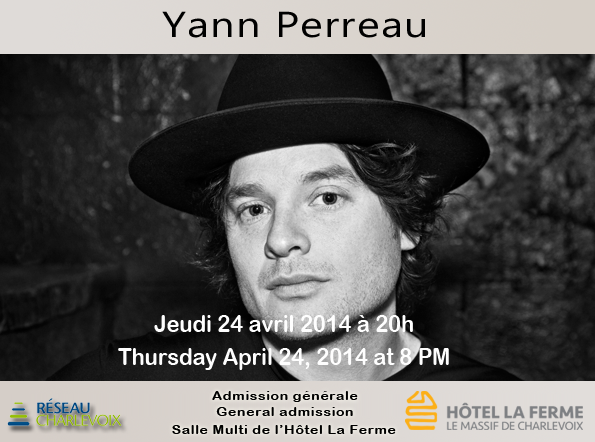 Yann Perreau
Jeudi 24 avril 2014 à 20h
Thursday April 24, 2014 at 8 PM
Admission générale
General admission
Salle Multi de l'Hôtel La Ferme
RÉSEAU
CHARLEVOIX
HÔTEL LA FERME
LE MASSIF DE CHARLEVOIX